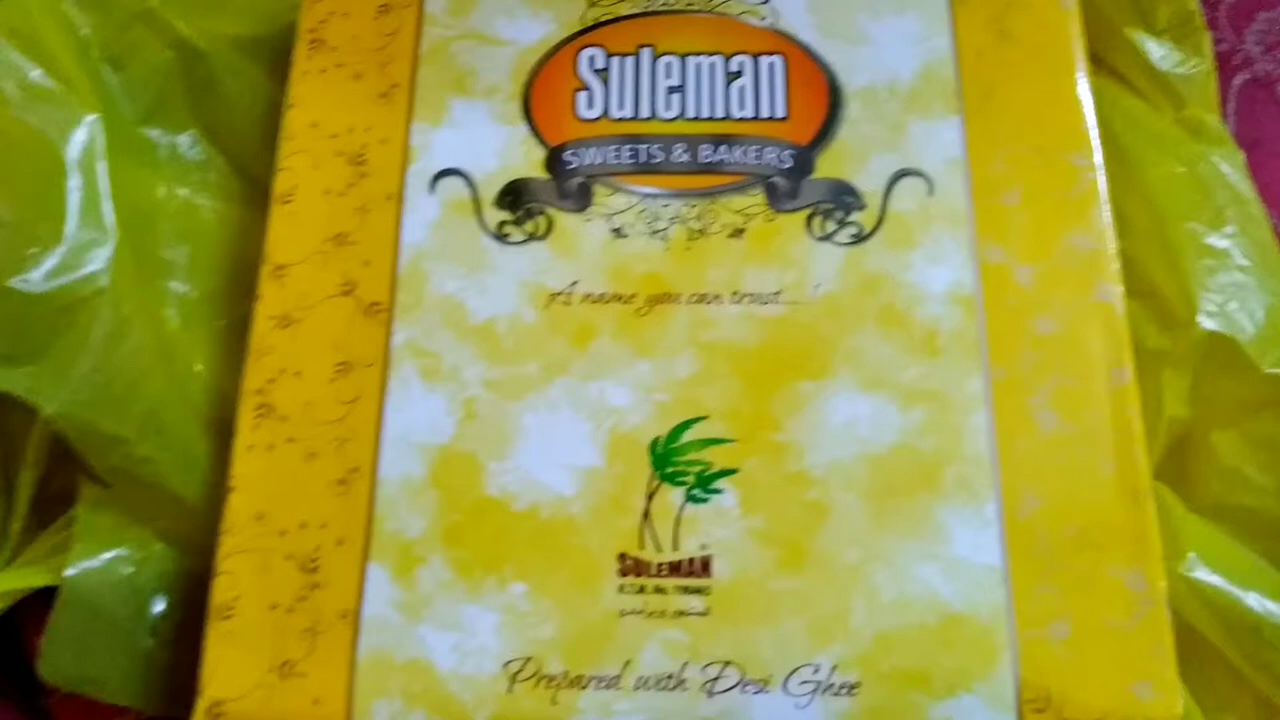 Suleman
SWEETS & BAKERS
A name you can trust....!
SULEMAN
Prepared with Desi Ghee